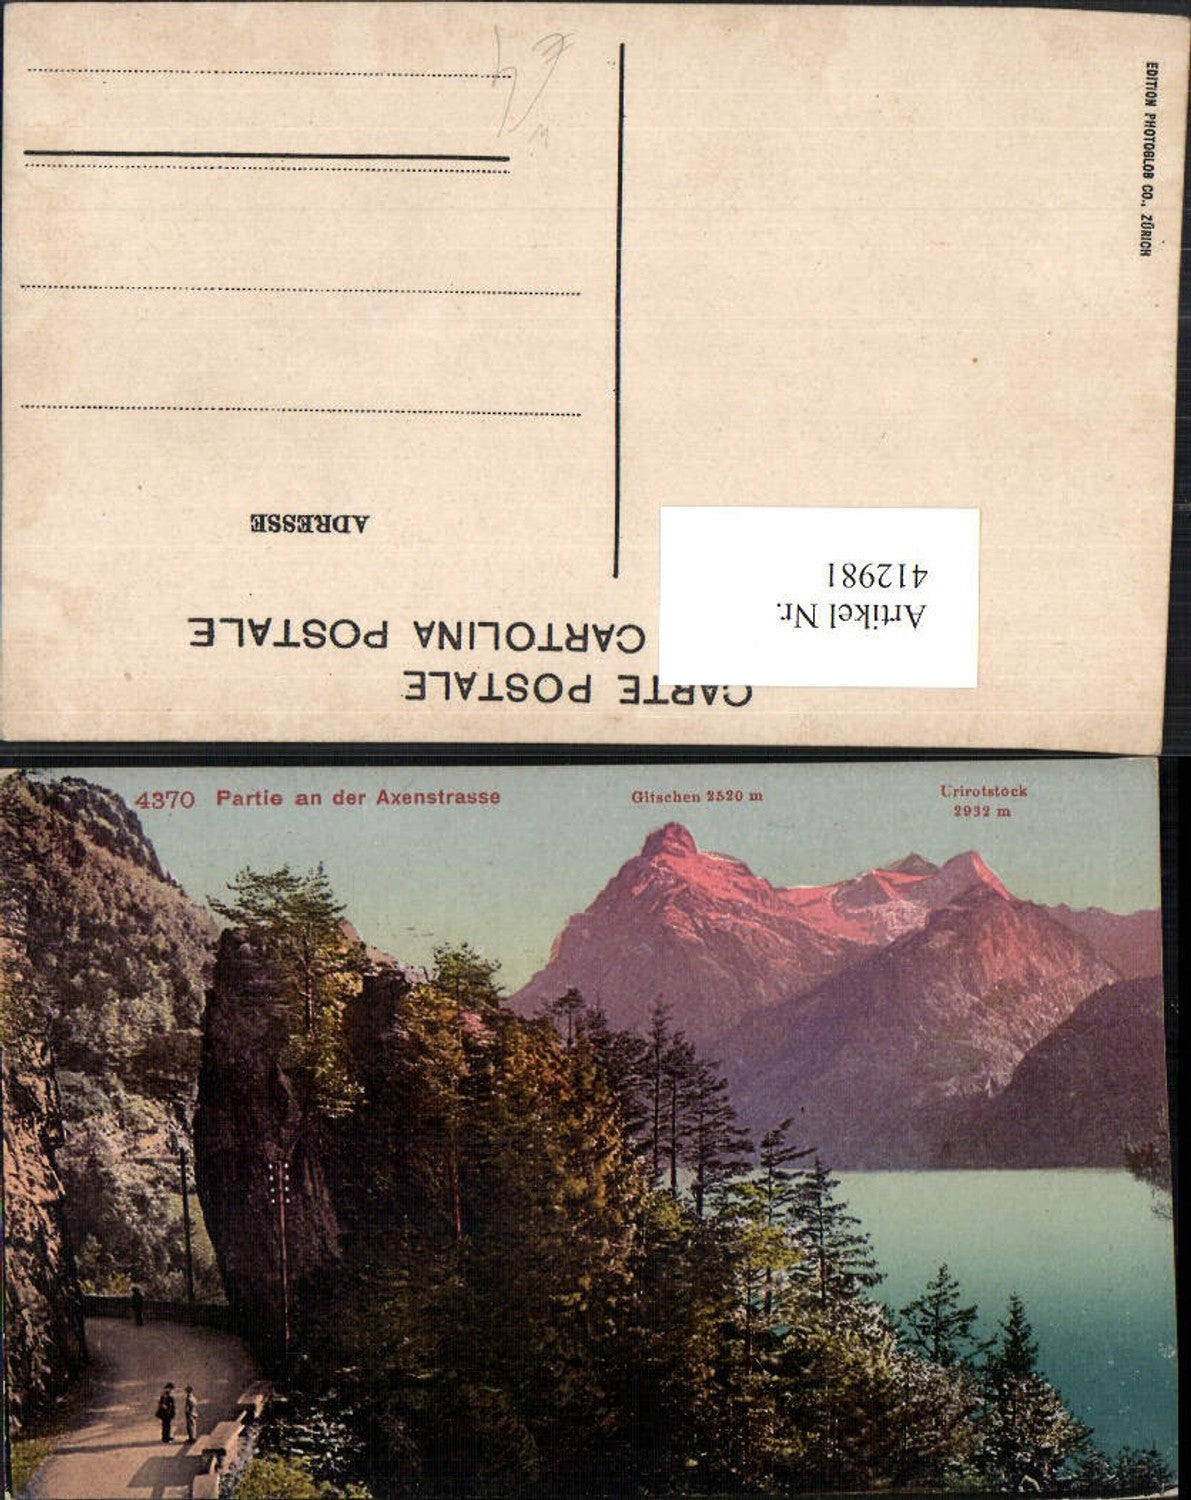 CARTE POSTALE
CARTOLINA POSTALE
ADRESSE
Artikel Nr.
412981
EDITION PHOTOGLOB CO., ZÜRICH
4370 Partie an der Axenstrasse
Gitschen 2520 m
Urirotstock
2932 m